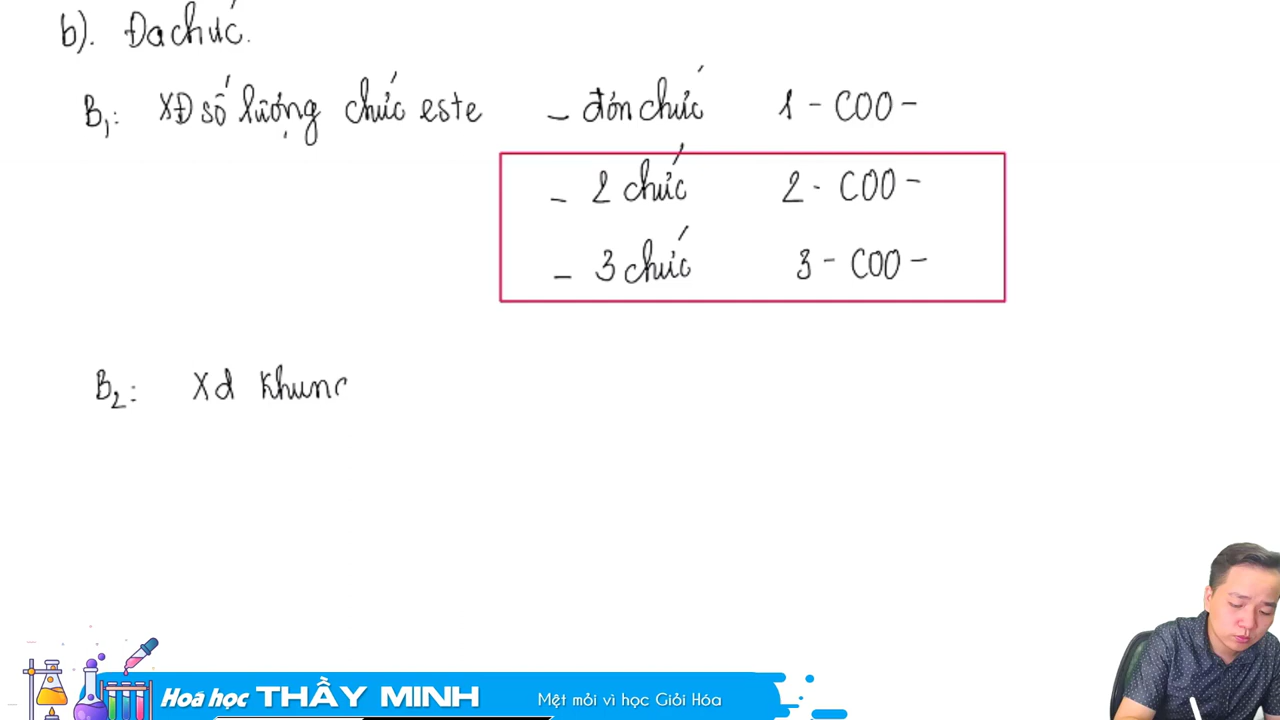 b). Đa chức.
B1: XĐ số lượng chức este - đơn chức 1 - COO -
- 2 chức 2 - COO -
- 3 chức 3 - COO -
B2: Xđ Khung
Hoá học THẦY MINH Mệt mỏi vì học Giỏi Hóa